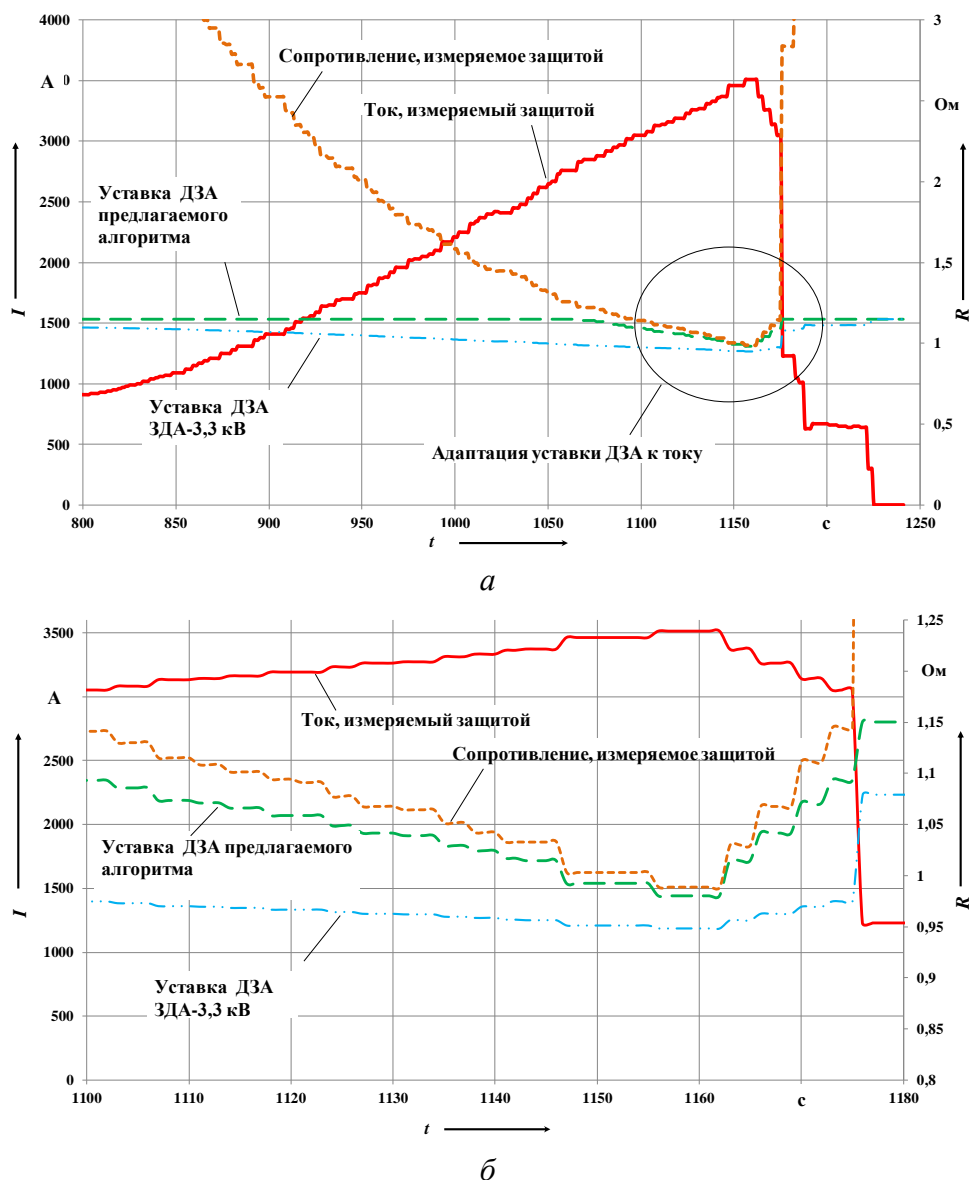 4000
3
Сопротивление, измеряемое защитой
А
0
Ом
Ток, измеряемый защитой
3000
2,5
I
2500
R
Уставка ДЗА
предлагаемого
алгоритма
2
2000
1,5
1500
1
1000
Уставка ДЗА
ЗДА-3,3 кВ
Адаптация уставки ДЗА к току
500
0,5
0
0
800
850
900
950
1000
1050
1100
1150
с
1250
t
а
3500
1,25
А
Ом
Ток, измеряемый защитой
1,15
I
Сопротивление, измеряемое защитой
R
2500
1,1
2000
1,05
Уставка ДЗА предлагаемого
алгоритма
1500
1
1000
0,95
Уставка ДЗА
ЗДА-3,3 кВ
500
0,9
0,85
0
0,8
1100
1110
1120
1130
1140
1150
1160
с
1180
t
б